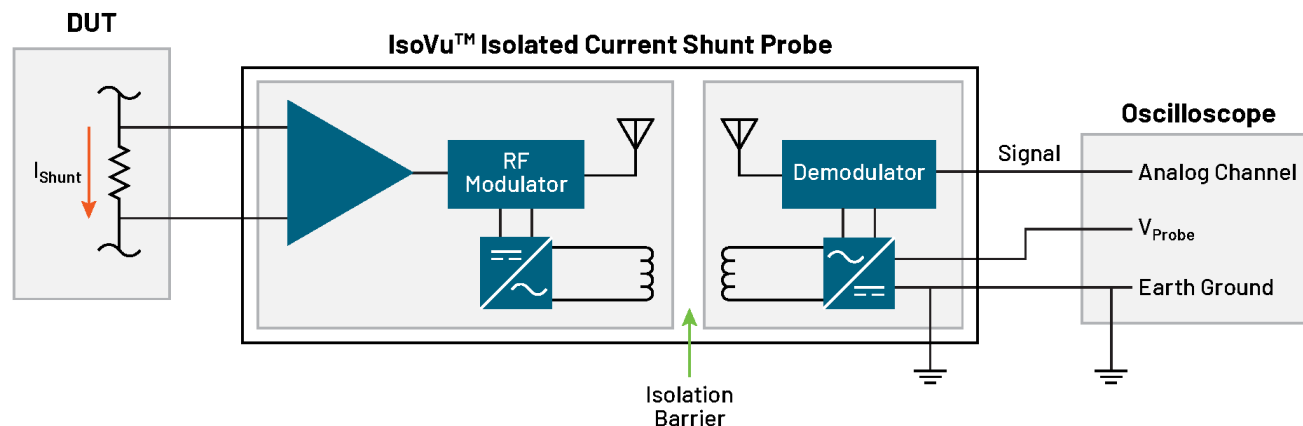 DUT
IsoVu™ Isolated Current Shunt Probe
Oscilloscope
IShunt
RF
Modulator
Demodulator
Signal
Analog Channel
VProbe
Earth Ground
Isolation
Barrier